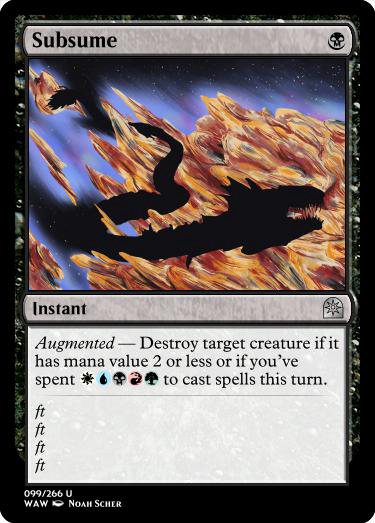 Subsume
Instant
Augmented — Destroy target creature if it
has mana value 2 or less or if you've
spent to cast spells this turn.
ft
ft
ft
ft
099/266 U
WAW Noah Scher